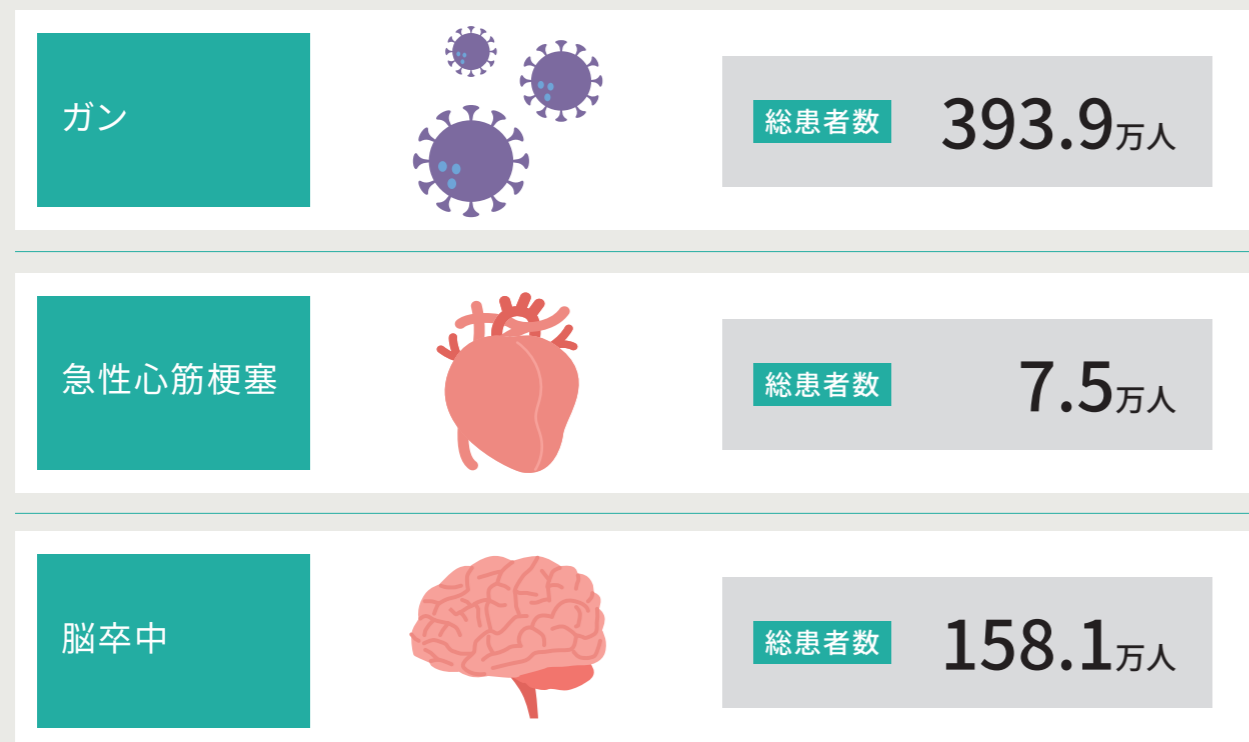 ガン
総患者数 393.9万人
急性心筋梗塞
総患者数 7.5万人
脳卒中
総患者数 158.1万人